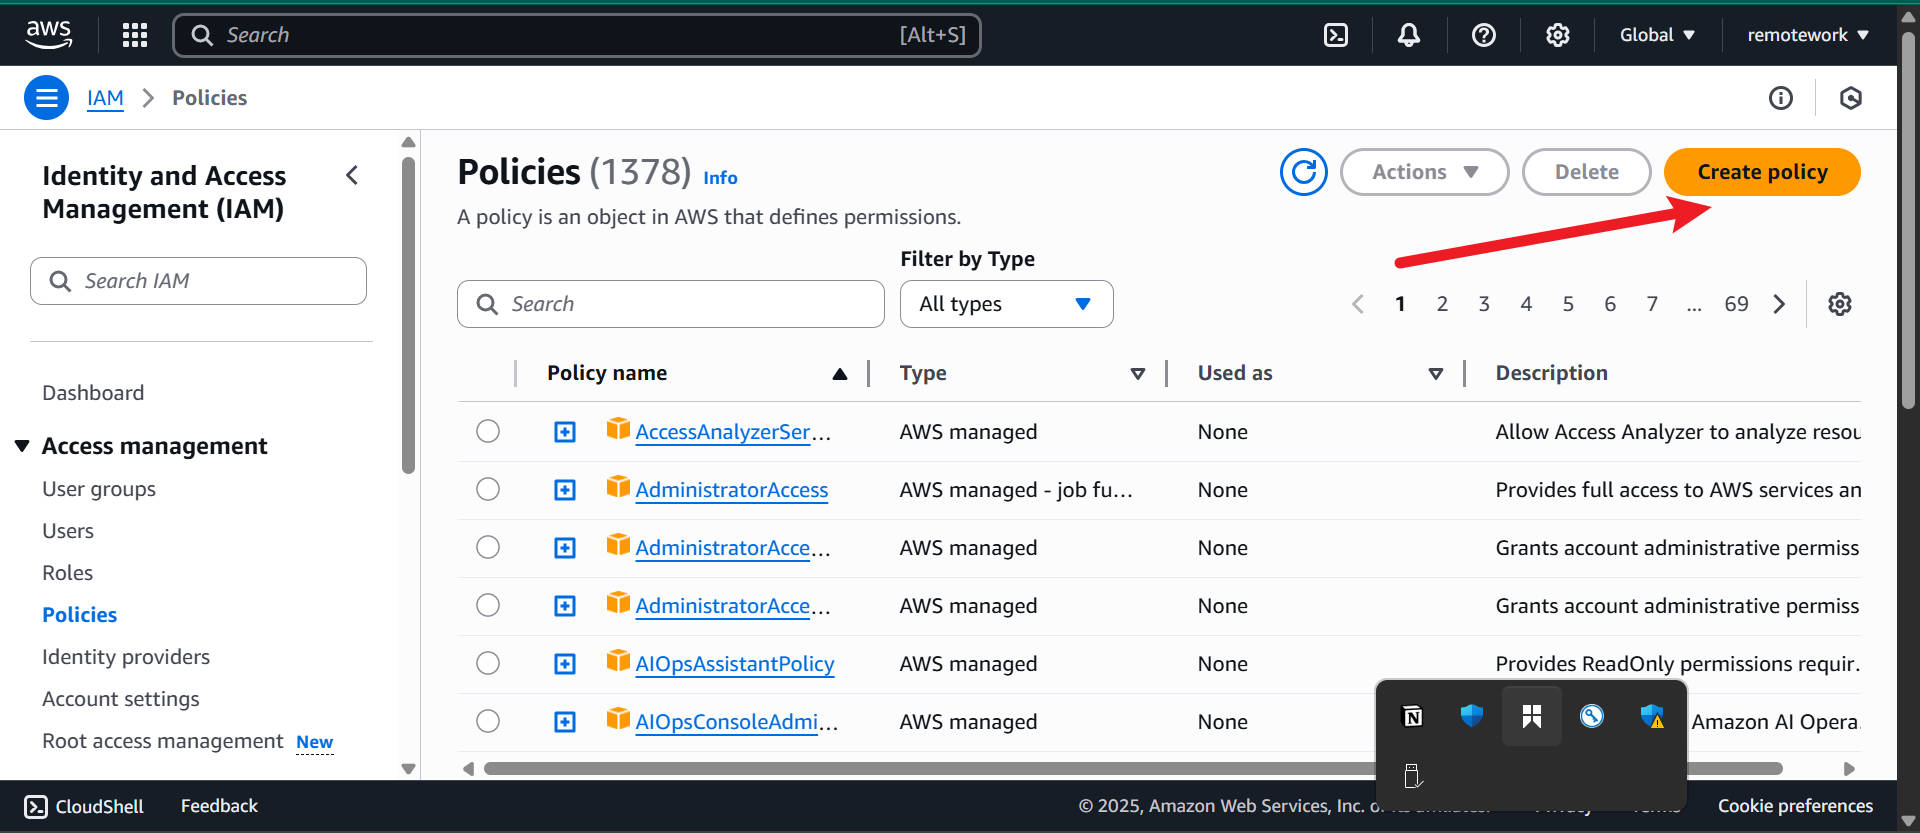 aws
Search
[Alt+S]
Global
remotework
IAM
Policies
Identity and Access
Management (IAM)
Search IAM
Dashboard
Access management
User groups
Users
Roles
Policies
Identity providers
Account settings
Root access management New
Policies (1378) Info
A policy is an object in AWS that defines permissions.
Actions
Delete
Create policy
Filter by Type
Search
All types
1 2 3 4 5 6 7 ... 69
Policy name Type Used as Description
AccessAnalyzerSer... AWS managed None Allow Access Analyzer to analyze resou
AdministratorAccess AWS managed - job fu... None Provides full access to AWS services an
AdministratorAcce... AWS managed None Grants account administrative permiss
AdministratorAcce... AWS managed None Grants account administrative permiss
AIOpsAssistantPolicy AWS managed None Provides ReadOnly permissions requir.
AIOpsConsoleAdmi... AWS managed None Amazon AI Opera.
CloudShell Feedback © 2025, Amazon Web Services, Inc. Cookie preferences